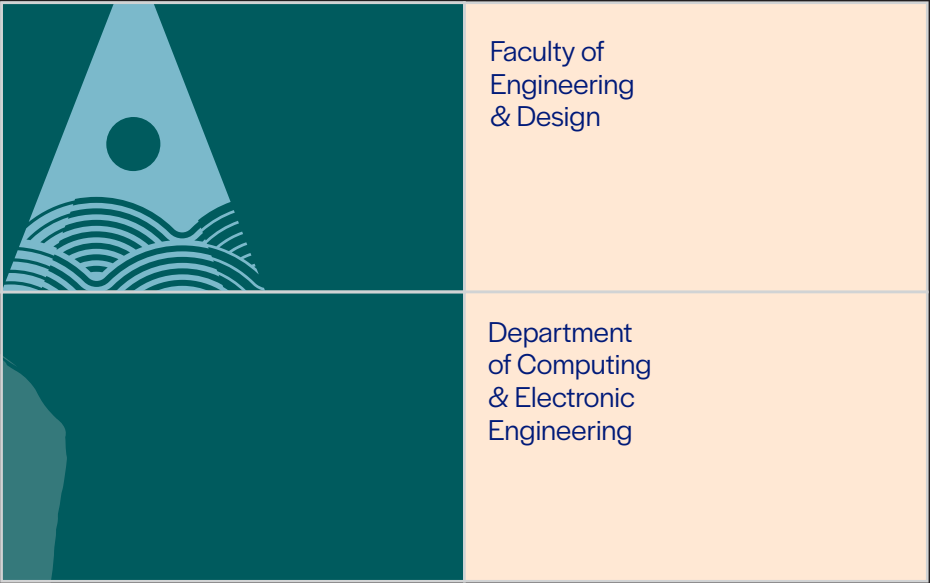 Faculty of
Engineering
& Design
Department
of Computing
& Electronic
Engineering